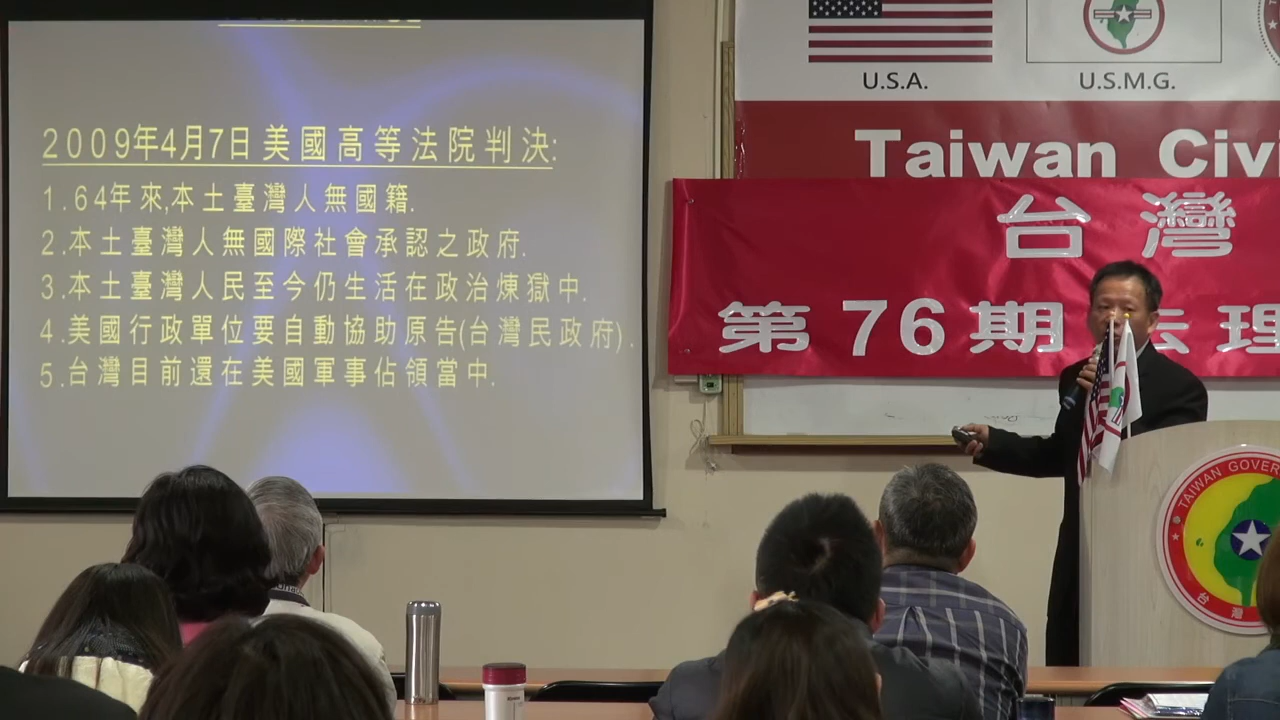 2009年4月7日美國高等法院判決:
1.64年來,本土臺灣人無國籍.
2.本土臺灣人無國際社會承認之政府.
3.本土臺灣人民至今仍生活在政治煉獄中.
4.美國行政單位要自動協助原告(台灣民政府).
5.台灣目前還在美國軍事佔領當中.
U.S.A.
U.S.M.G.
Taiwan Civi
台灣
第76期
理
TAIWAN GOVER
台灣